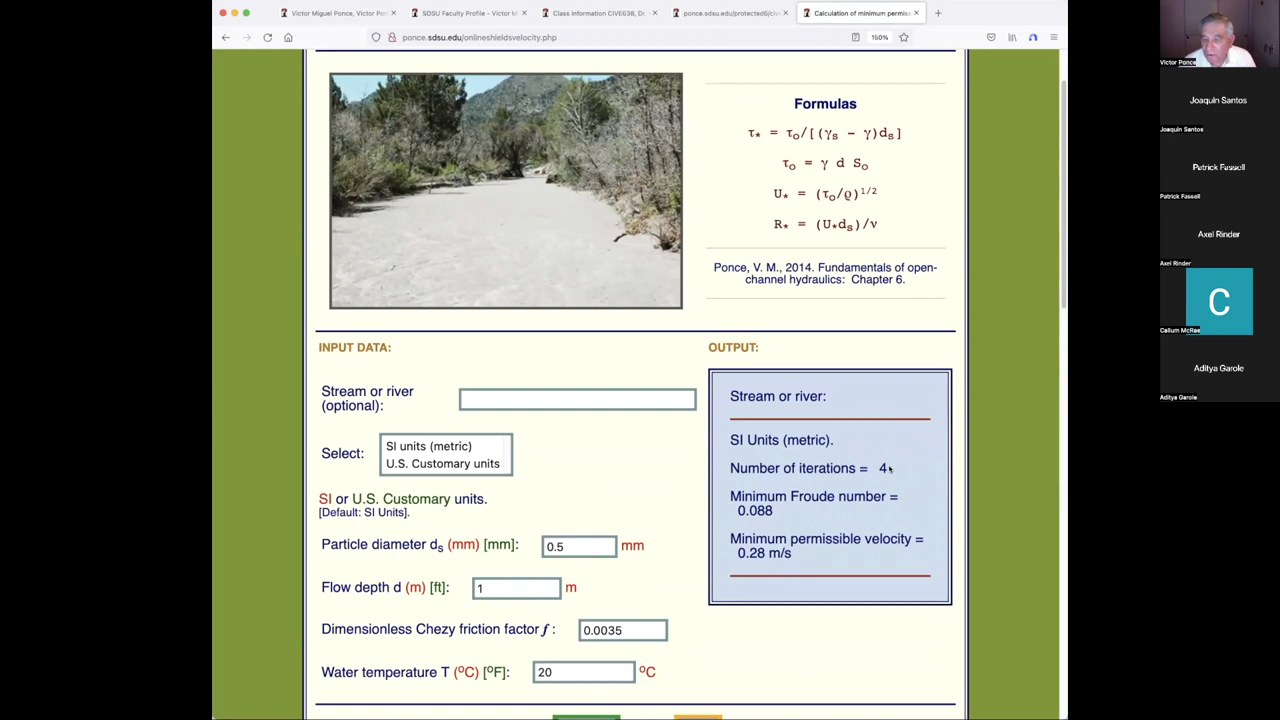 Victor Miguel Ponce, Victor Pon
SDSU Faculty Profile - Victor M
Class information CIVE638, Dr.
ponce.sdsu.edu/protected6/civ
Calculation of minimum permiss
ponce.sdsu.edu/onlineshieldsvelocity.php
150%
Formulas
τ* = τo/[(γs − γ)ds]
τo = γ d So
U* = (τo/ϱ)1/2
R* = (U*ds)/ν
Ponce, V. M., 2014. Fundamentals of open-
channel hydraulics: Chapter 6.
INPUT DATA:
Stream or river
(optional):
Select:
SI units (metric)
U.S. Customary units
SI or U.S. Customary units.
[Default: SI Units].
Particle diameter ds (mm) [mm]: 0.5 mm
Flow depth d (m) [ft]: 1 m
Dimensionless Chezy friction factor f : 0.0035
Water temperature T (oC) [oF]: 20 oC
OUTPUT:
Stream or river:
SI Units (metric).
Number of iterations = 4
Minimum Froude number =
0.088
Minimum permissible velocity =
0.28 m/s
Victor Ponce
Joaquin Santos
Joaquin Santos
Patrick Fassell
Patrick Fassell
Axel Rinder
Axel Rinder
C
Callum McRae
Aditya Garole
Aditya Garole